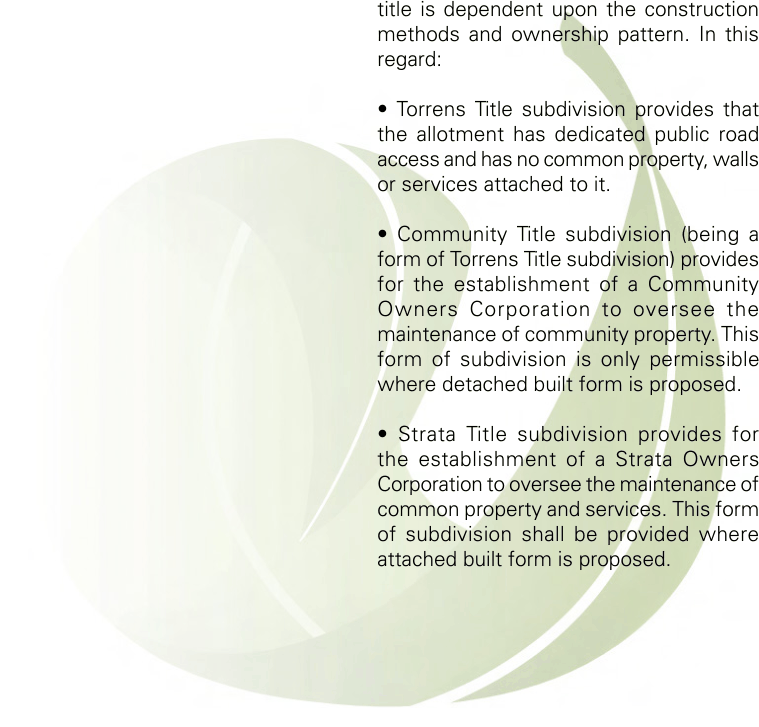 title is dependent upon the construction
methods and ownership pattern. In this
regard:
• Torrens Title subdivision provides that
the allotment has dedicated public road
access and has no common property, walls
or services attached to it.
• Community Title subdivision (being a
form of Torrens Title subdivision) provides
for the establishment of a Community
Owners Corporation to oversee the
maintenance of community property. This
form of subdivision is only permissible
where detached built form is proposed.
• Strata Title subdivision provides for
the establishment of a Strata Owners
Corporation to oversee the maintenance of
common property and services. This form
of subdivision shall be provided where
attached built form is proposed.